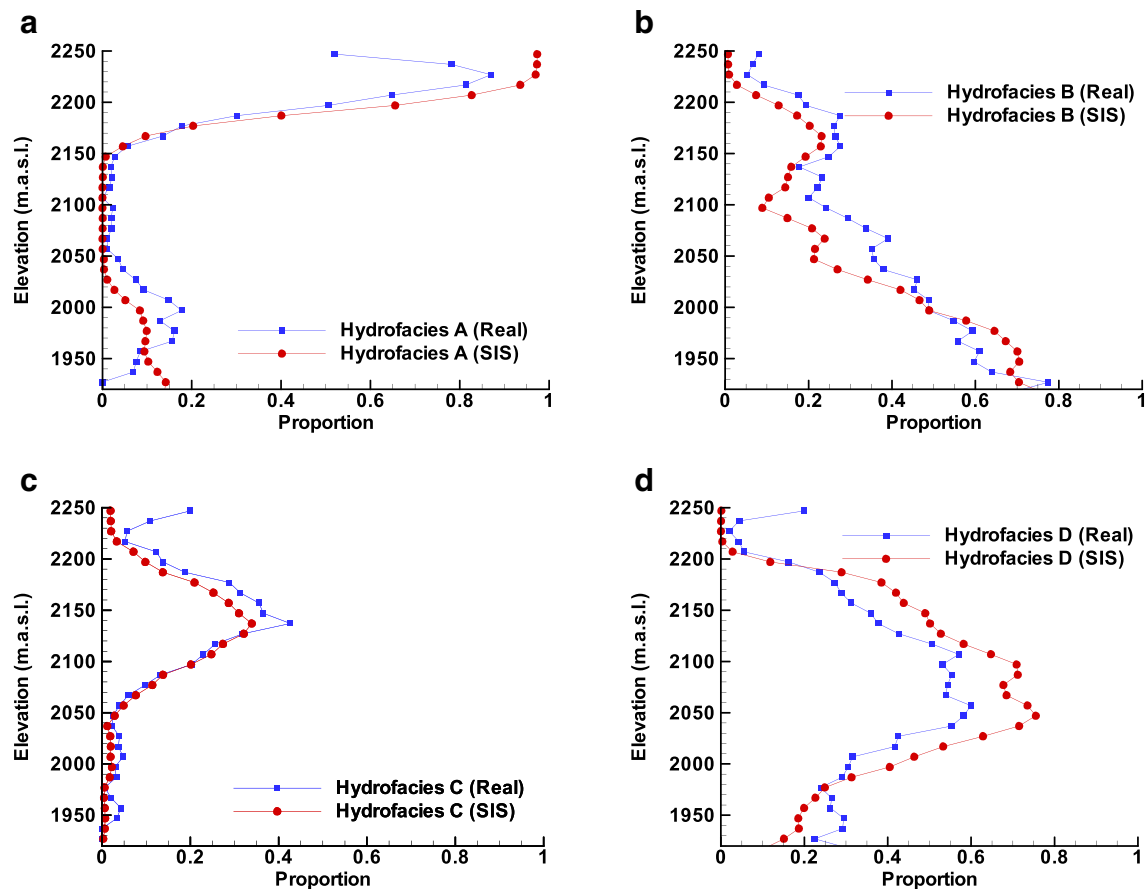 a
2250
2200
2150
2100
2050
2000
1950
Elevation (m.a.s.l.)
Hydrofacies A (Real)
Hydrofacies A (SIS)
0 0.2 0.4 0.6 0.8 1
Proportion
b
2250
2200
2150
2100
2050
2000
1950
Elevation (m.a.s.l.)
Hydrofacies B (Real)
Hydrofacies B (SIS)
0 0.2 0.4 0.6 0.8 1
Proportion
c
2250
2200
2150
2100
2050
2000
1950
Elevation (m.a.s.l.)
Hydrofacies C (Real)
Hydrofacies C (SIS)
0 0.2 0.4 0.6 0.8 1
Proportion
d
2250
2200
2150
2100
2050
2000
1950
Elevation (m.a.s.l.)
Hydrofacies D (Real)
Hydrofacies D (SIS)
0 0.2 0.4 0.6 0.8 1
Proportion